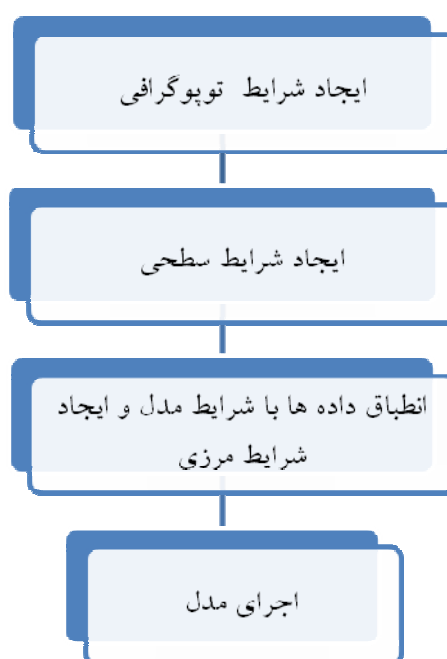 ایجاد شرایط توپوگرافی
ایجاد شرایط سطحی
انطباق داده ها با شرایط مدل و ایجاد
شرایط مرزی
اجرای مدل